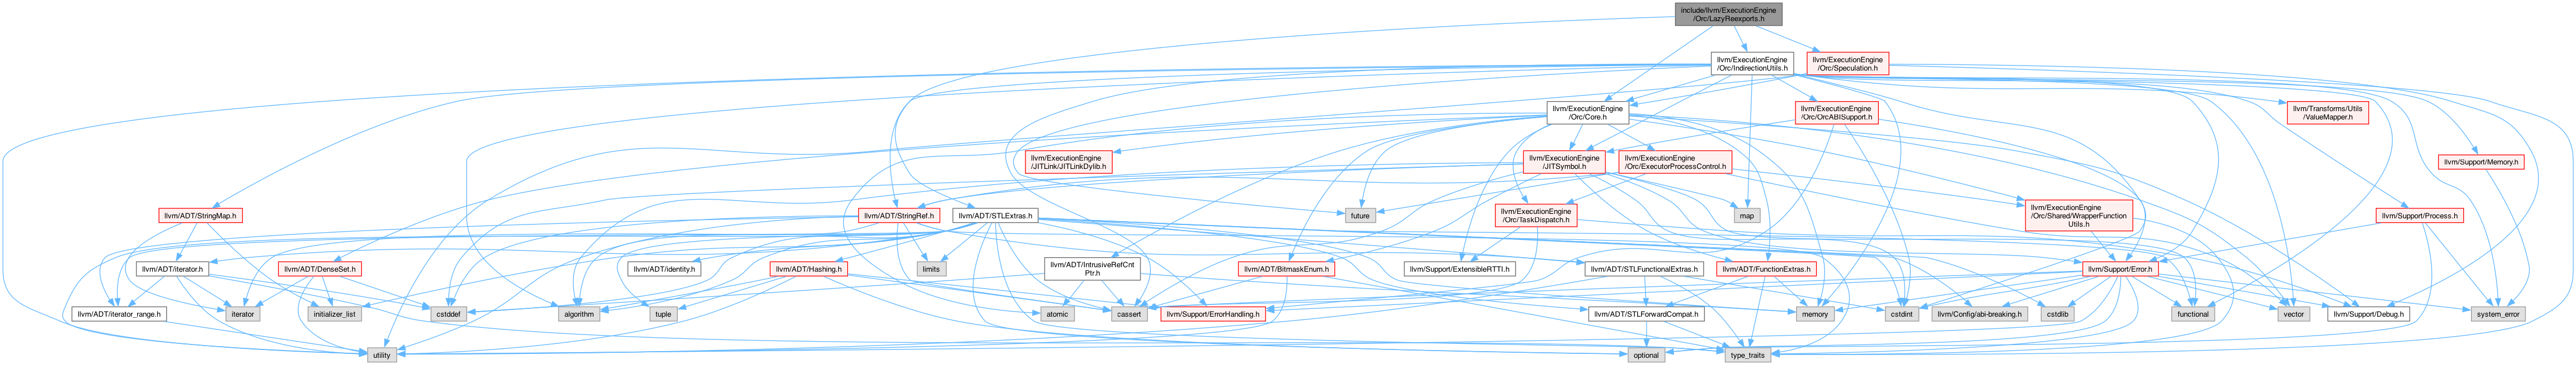 include/llvm/ExecutionEngine
/Orc/LazyReexports.h
llvm/ExecutionEngine
/Orc/IndirectionUtils.h
llvm/ExecutionEngine
/Orc/Speculation.h
llvm/ExecutionEngine
/Orc/Core.h
llvm/ExecutionEngine
/Orc/OrcABISupport.h
llvm/Transforms/Utils
/ValueMapper.h
llvm/ExecutionEngine
/JITLink/JITLinkDylib.h
llvm/ExecutionEngine
/JITSymbol.h
llvm/ExecutionEngine
/Orc/ExecutorProcessControl.h
llvm/Support/Memory.h
llvm/ADT/StringMap.h
llvm/ADT/StringRef.h
llvm/ADT/STLExtras.h
future
llvm/ExecutionEngine
/Orc/TaskDispatch.h
map
llvm/ExecutionEngine
/Orc/Shared/WrapperFunction
Utils.h
llvm/Support/Process.h
llvm/ADT/iterator.h
llvm/ADT/DenseSet.h
llvm/ADT/identity.h
llvm/ADT/Hashing.h
limits
llvm/ADT/IntrusiveRefCnt
Ptr.h
llvm/ADT/BitmaskEnum.h
llvm/Support/ExtensibleRTTI.h
llvm/ADT/STLFunctionalExtras.h
llvm/ADT/FunctionExtras.h
llvm/Support/Error.h
llvm/ADT/iterator_range.h
iterator
initializer_list
cstddef
algorithm
tuple
atomic
cassert
llvm/Support/ErrorHandling.h
llvm/ADT/STLForwardCompat.h
memory
cstdint
llvm/Config/abi-breaking.h
cstdlib
functional
vector
llvm/Support/Debug.h
system_error
utility
optional
type_traits